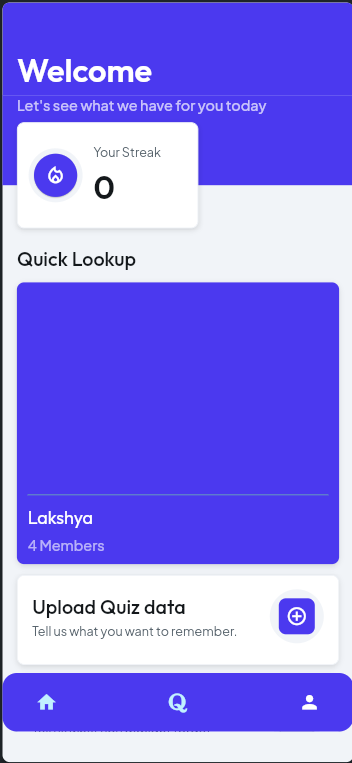 Welcome
Let's see what we have for you today
Your Streak
0
Quick Lookup
Lakshya
4 Members
Upload Quiz data
Tell us what you want to remember.
Q